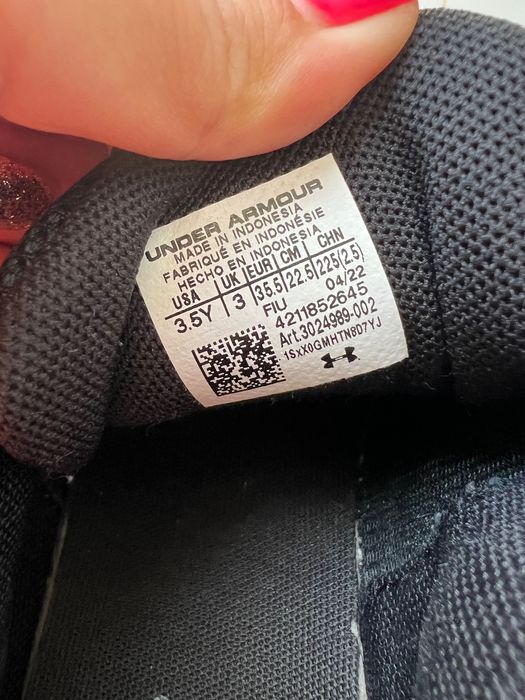 UNDER ARMOUR
MADE IN INDONESIA
FABRIQUÉ EN INDONÉSIE
HECHO EN INDONESIA
USA | UK | EUR | CM | CHN
3.5Y | 3 | 35.5 | 22.5 | 225(2.5)
FIU 04/22
4211852645
Art.3024989-002
1SxX0GMHTN8D7YJ